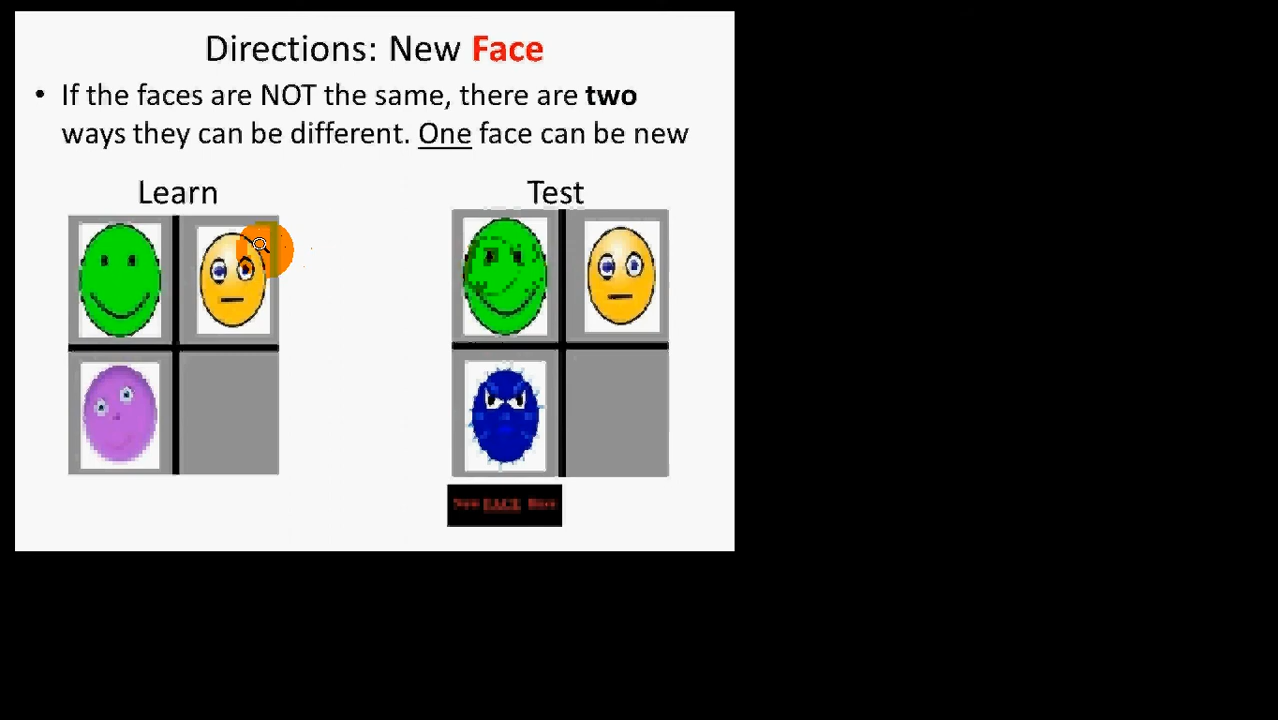 Directions: New Face
• If the faces are NOT the same, there are two
ways they can be different. One face can be new
Learn
Test
FACE